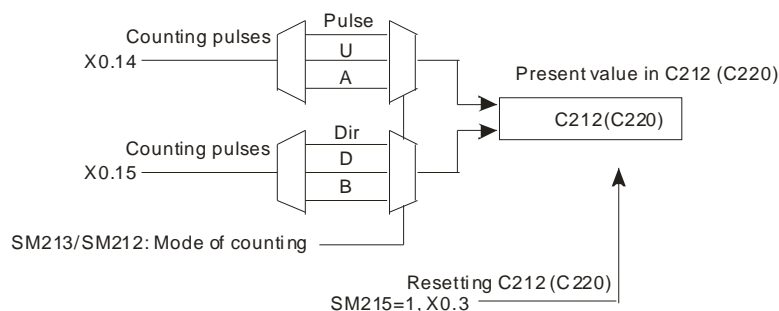 Pulse
Counting pulses
U
X0.14
A
Present value in C212 (C220)
C212(C220)
Dir
Counting pulses
D
X0.15
B
SM213/SM212: Mode of counting
Resetting C212 (C220)
SM215=1, X0.3